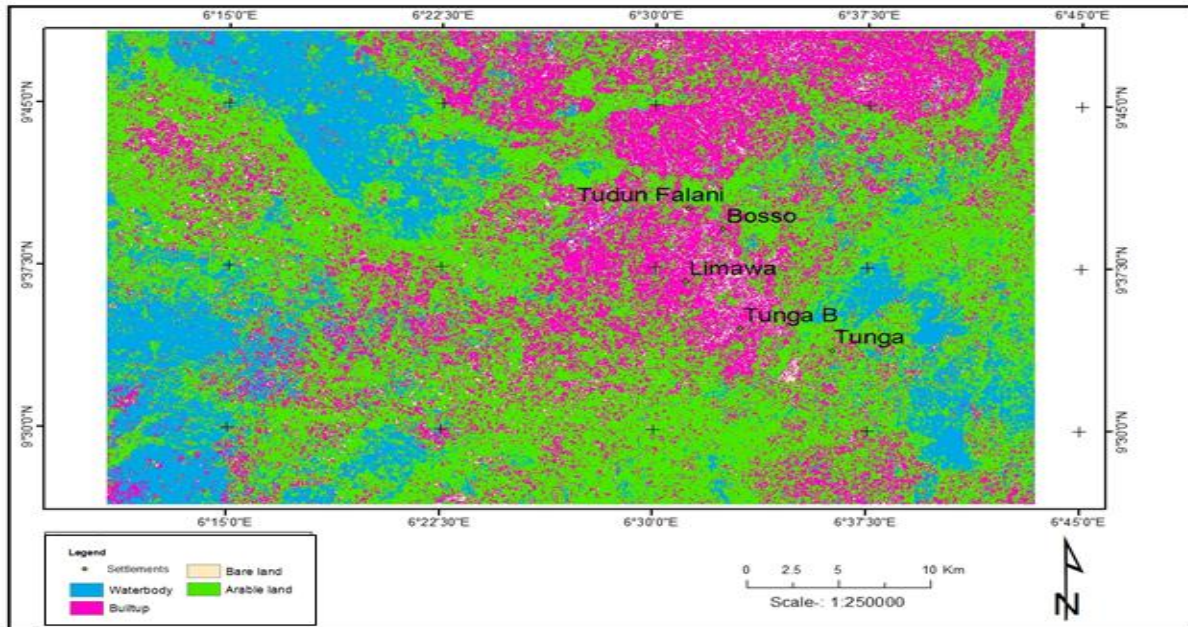 6°15'0"E 6°22'30"E 6°30'0"E 6°37'30"E 6°45'0"E
9°45'0"N 9°45'0"N
Tudun Falani
Bosso
9°37'30"N Limawa 9°37'30"N
Tunga B
Tunga
9°30'0"N 9°30'0"N
6°15'0"E 6°22'30"E 6°30'0"E 6°37'30"E 6°45'0"E
Legend
Settlements
Waterbody
Builtup
Bare land
Arable land
0 2.5 5 10 Km
Scale-: 1:250000
N